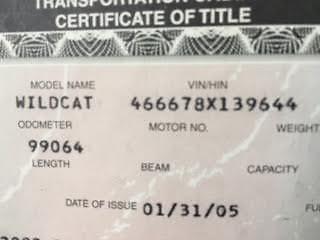 CERTIFICATE OF TITLE
MODEL NAME VIN/HIN
WILDCAT 466678X139644
ODOMETER MOTOR NO. WEIGHT
99064
LENGTH BEAM CAPACITY
DATE OF ISSUE 01/31/05